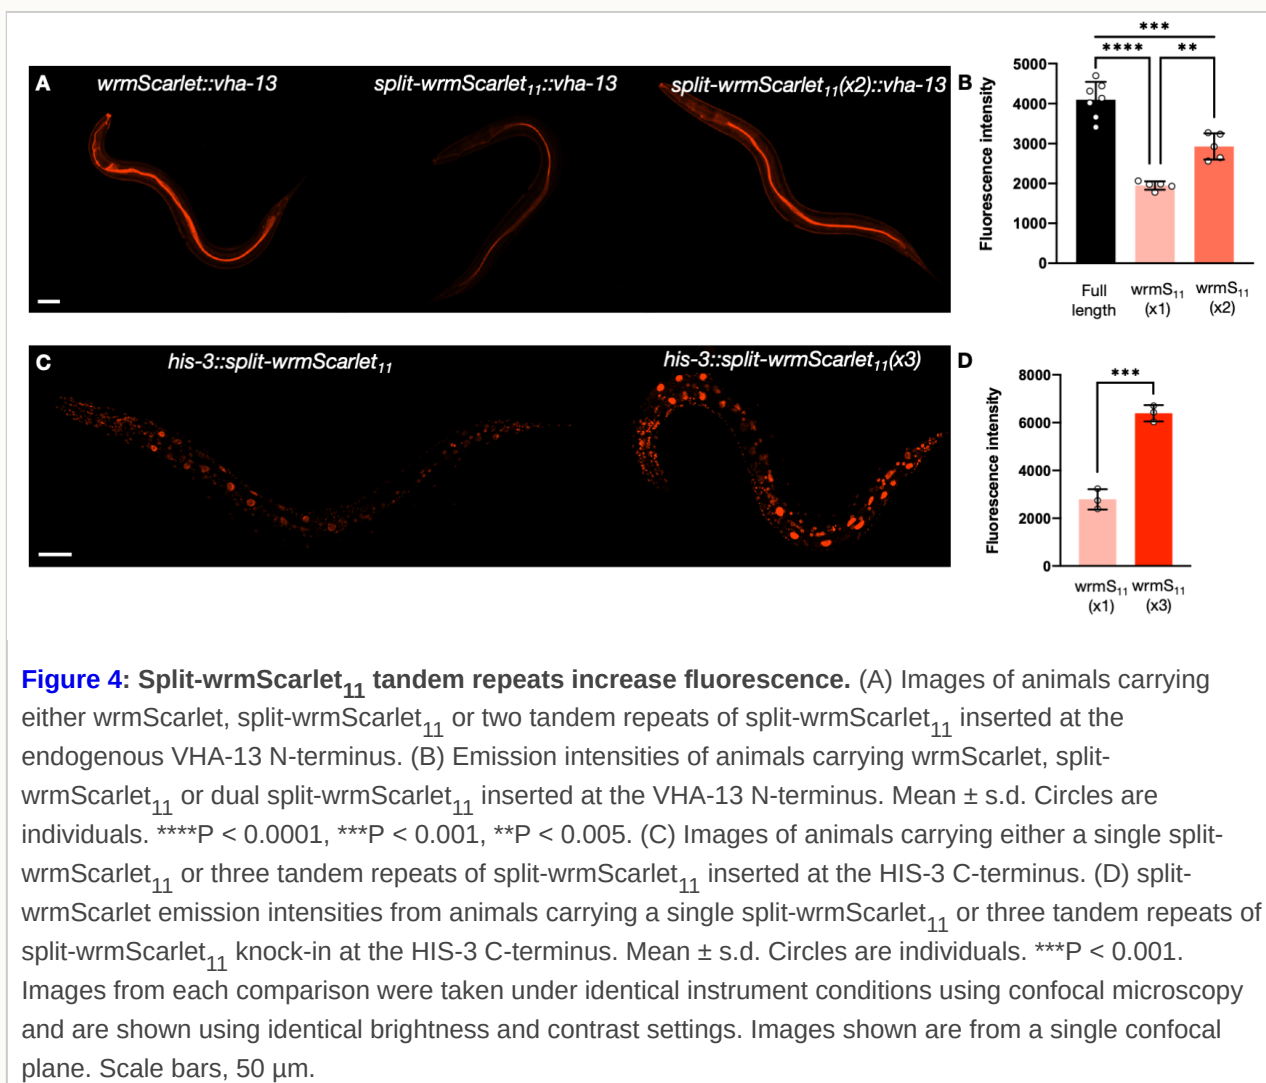 A wrmScarlet::vha-13 split-wrmScarlet₁₁::vha-13 split-wrmScarlet₁₁(x2)::vha-13
B
***
**** **
Fluorescence intensity
5000
4000
3000
2000
1000
0
Full length
wrmS₁₁ (x1)
wrmS₁₁ (x2)
C his-3::split-wrmScarlet₁₁ his-3::split-wrmScarlet₁₁(x3)
D
***
Fluorescence intensity
8000
6000
4000
2000
0
wrmS₁₁ (x1)
wrmS₁₁ (x3)
Figure 4: Split-wrmScarlet₁₁ tandem repeats increase fluorescence. (A) Images of animals carrying
either wrmScarlet, split-wrmScarlet₁₁ or two tandem repeats of split-wrmScarlet₁₁ inserted at the
endogenous VHA-13 N-terminus. (B) Emission intensities of animals carrying wrmScarlet, split-
wrmScarlet₁₁ or dual split-wrmScarlet₁₁ inserted at the VHA-13 N-terminus. Mean ± s.d. Circles are
individuals. ****P < 0.0001, ***P < 0.001, **P < 0.005. (C) Images of animals carrying either a single split-
wrmScarlet₁₁ or three tandem repeats of split-wrmScarlet₁₁ inserted at the HIS-3 C-terminus. (D) split-
wrmScarlet emission intensities from animals carrying a single split-wrmScarlet₁₁ or three tandem repeats of
split-wrmScarlet₁₁ knock-in at the HIS-3 C-terminus. Mean ± s.d. Circles are individuals. ***P < 0.001.
Images from each comparison were taken under identical instrument conditions using confocal microscopy
and are shown using identical brightness and contrast settings. Images shown are from a single confocal
plane. Scale bars, 50 µm.